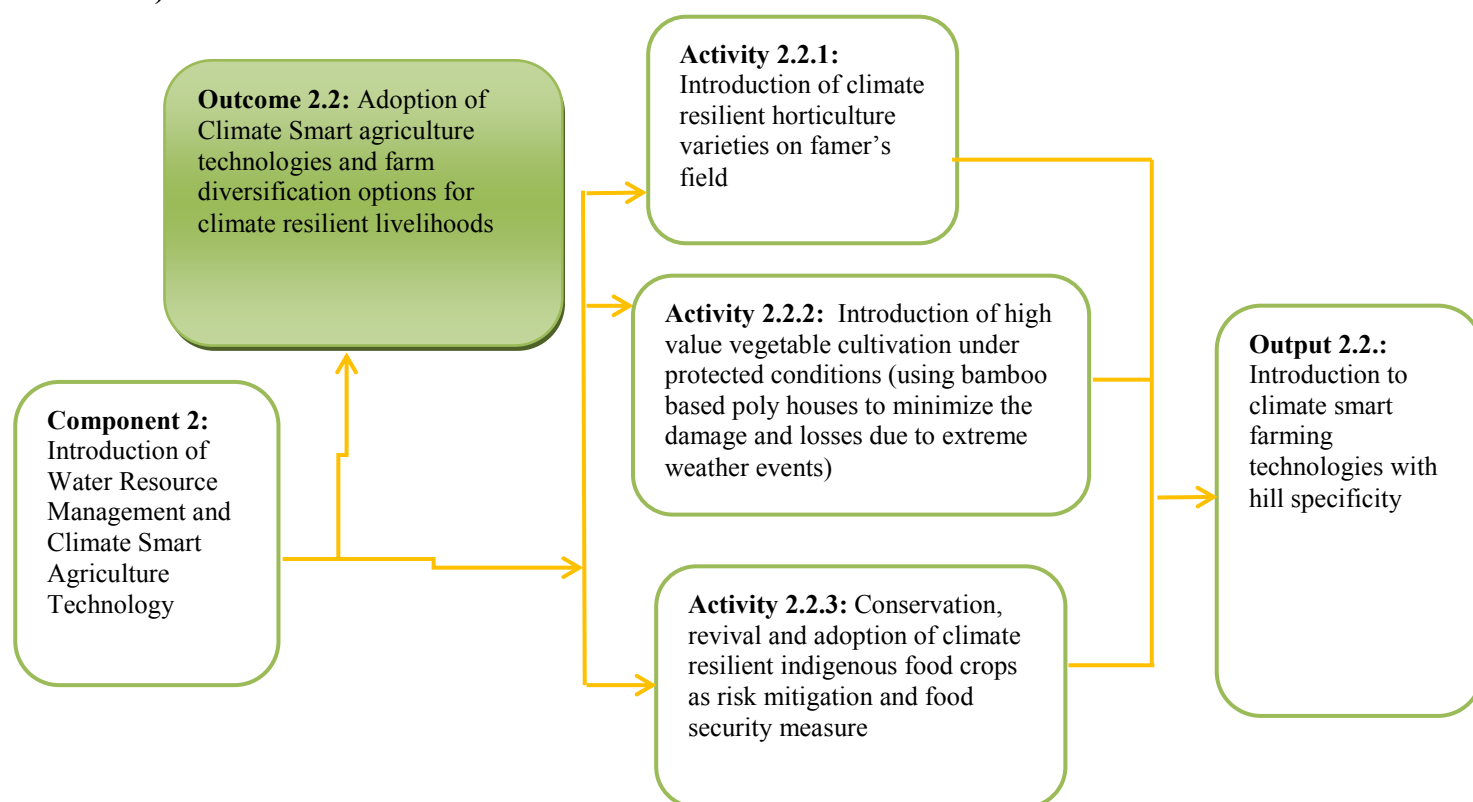 Component 2:
Introduction of
Water Resource
Management and
Climate Smart
Agriculture
Technology
Outcome 2.2: Adoption of
Climate Smart agriculture
technologies and farm
diversification options for
climate resilient livelihoods
Activity 2.2.1:
Introduction of climate
resilient horticulture
varieties on famer’s
field
Activity 2.2.2:  Introduction of high
value vegetable cultivation under
protected conditions (using bamboo
based poly houses to minimize the
damage and losses due to extreme
weather events)
Activity 2.2.3: Conservation,
revival and adoption of climate
resilient indigenous food crops
as risk mitigation and food
security measure
Output 2.2.:
Introduction to
climate smart
farming
technologies with
hill specificity